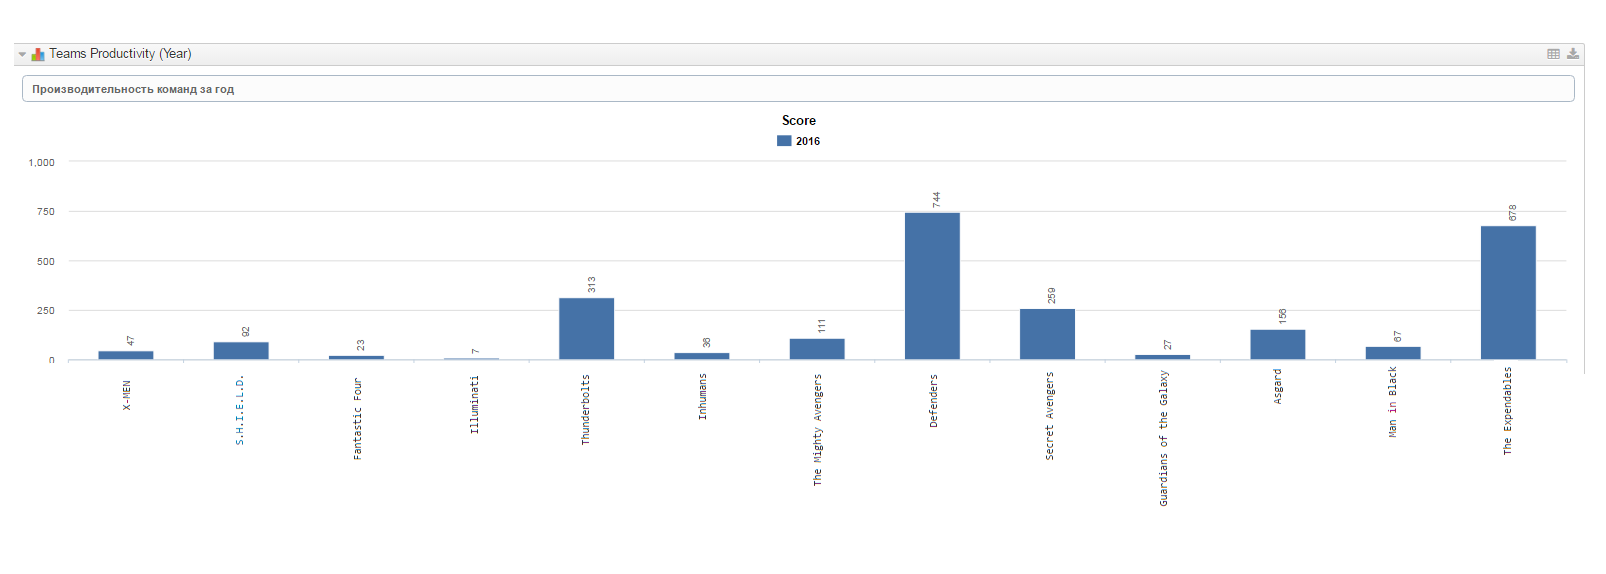 Teams Productivity (Year)
Производительность команд за год
Score
2016
1,000
750
500
250
0
47
92
23
7
313
36
111
744
259
27
156
67
678
X-MEN
S.H.I.E.L.D.
Fantastic Four
Illuminati
Thunderbolts
Inhumans
The Mighty Avengers
Defenders
Secret Avengers
Guardians of the Galaxy
Asgard
Man in Black
The Expendables